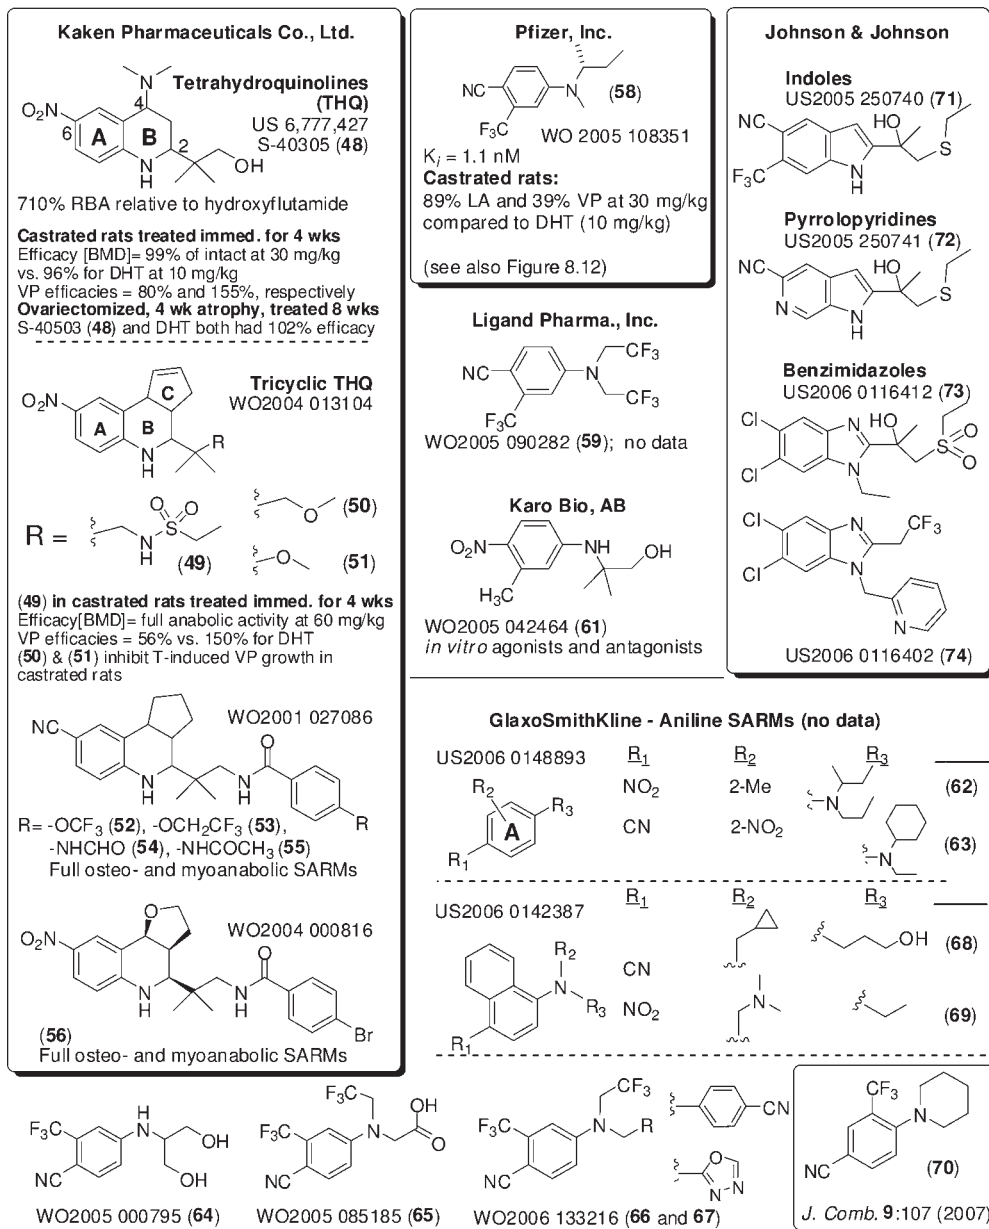 Kaken Pharmaceuticals Co., Ltd.
N
4
Tetrahydroquinolines
(THQ)
O2N
6
A
B
2
US 6,777,427
S-40305 (48)
OH
N
H
710% RBA relative to hydroxyflutamide
Castrated rats treated immed. for 4 wks
Efficacy [BMD]= 99% of intact at 30 mg/kg
vs. 96% for DHT at 10 mg/kg
VP efficacies = 80% and 155%, respectively
Ovariectomized, 4 wk atrophy, treated 8 wks
S-40503 (48) and DHT both had 102% efficacy
C
Tricyclic THQ
WO2004 013104
O2N
A
B
R
N
H
R =
O
O
S
N
H
(49)
O
(50)
O
(51)
(49) in castrated rats treated immed. for 4 wks
Efficacy[BMD]= full anabolic activity at 60 mg/kg
VP efficacies = 56% vs. 150% for DHT
(50) & (51) inhibit T-induced VP growth in
castrated rats
NC
WO2001 027086
O
N
H
NH
R
R= -OCF3 (52), -OCH2CF3 (53),
-NHCHO (54), -NHCOCH3 (55)
Full osteo- and myoanabolic SARMs
O
WO2004 000816
O2N
O
N
H
NH
Br
(56)
Full osteo- and myoanabolic SARMs
Pfizer, Inc.
NC
N
(58)
F3C
WO 2005 108351
Ki = 1.1 nM
Castrated rats:
89% LA and 39% VP at 30 mg/kg
compared to DHT (10 mg/kg)
(see also Figure 8.12)
Ligand Pharma., Inc.
NC
N
CF3
CF3
F3C
WO2005 090282 (59); no data
Karo Bio, AB
O2N
NH
OH
H3C
WO2005 042464 (61)
in vitro agonists and antagonists
Johnson & Johnson
Indoles
US2005 250740 (71)
NC
HO
F3C
N
H
S
Pyrrolopyridines
US2005 250741 (72)
NC
HO
N
N
H
S
Benzimidazoles
US2006 0116412 (73)
Cl
N
HO
S
O
O
Cl
N
Cl
N
CF3
Cl
N
N
US2006 0116402 (74)
GlaxoSmithKline - Aniline SARMs (no data)
US2006 0148893
R1
R2
R3
R2
R3
A
R1
NO2
2-Me
N
(62)
CN
2-NO2
N
(63)
US2006 0142387
R1
R2
R3
R2
N
R3
R1
CN
OH
(68)
NO2
N
(69)
H
N
F3C
OH
NC
OH
WO2005 000795 (64)
F3C
OH
F3C
N
O
NC
WO2005 085185 (65)
CF3
F3C
N
R
NC
CN
O
N
N
WO2006 133216 (66 and 67)
CF3
N
NC
(70)
J. Comb. 9:107 (2007)